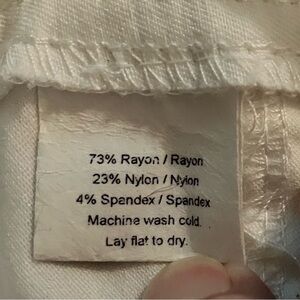 73% Rayon / Rayon
23% Nylon / Nylon
4% Spandex / Spandex
Machine wash cold.
Lay flat to dry.